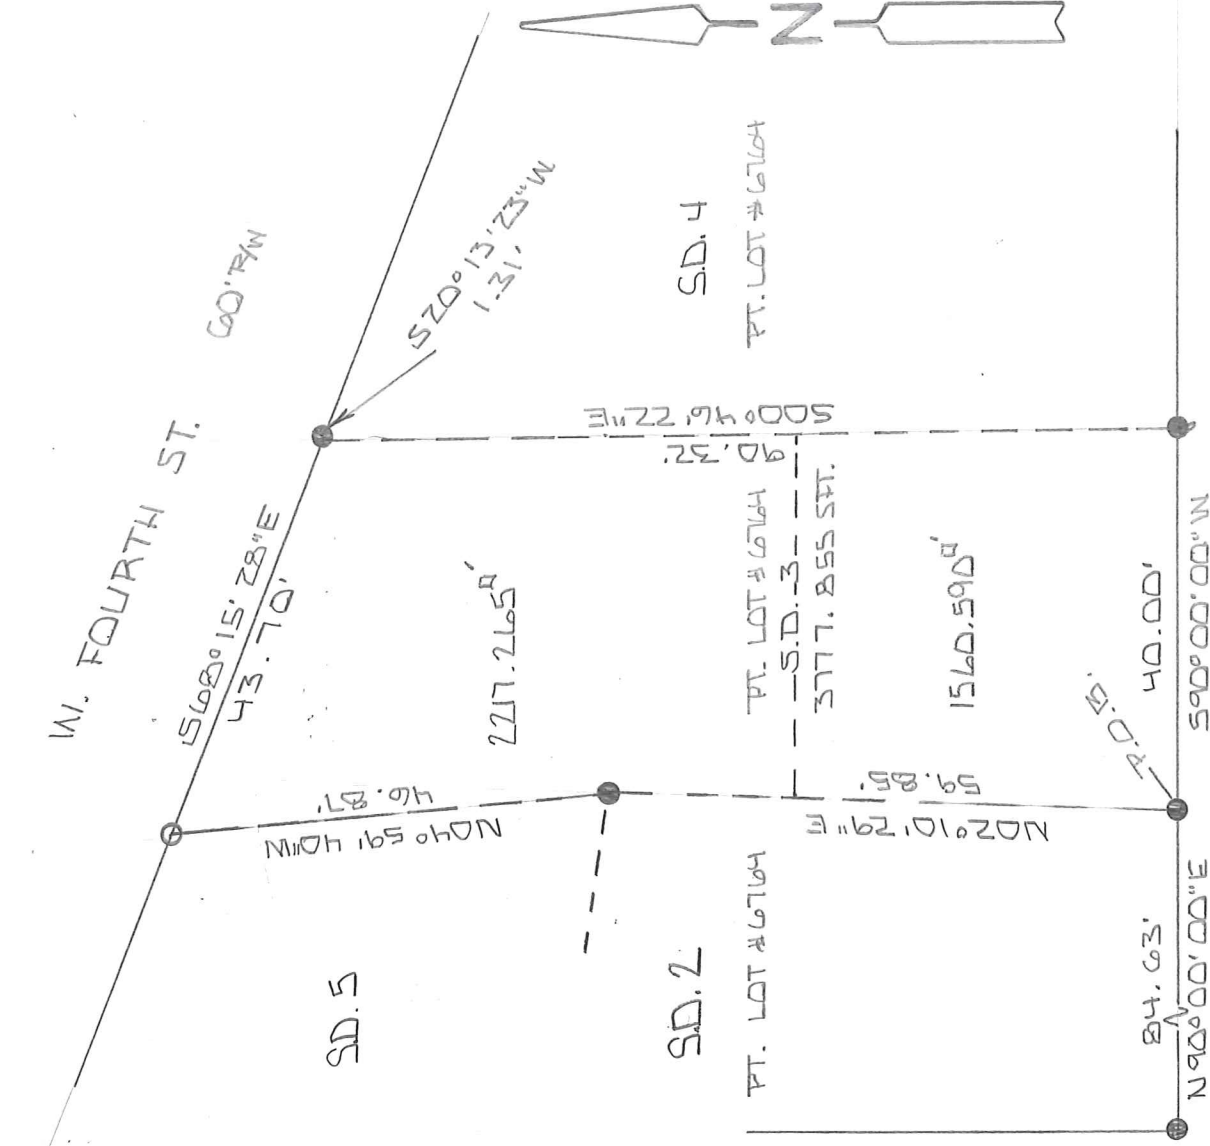 N
W. FOURTH ST.
60' R/W
S20° 13' 23" W
1.31'
S68° 15' 28" E
43.70'
S.D. 4
PT. LOT #6764
S00° 46' 22" E
90.32'
2217.265□'
PT. LOT #6764
S.D. 3
3777.855 SFT.
1560.590□'
P.O.B.
40.00'
S90° 00' 00" W
46.87'
N04° 59' 40" W
59.85'
N02° 10' 29" E
S.D. 5
S.D. 2
PT. LOT #6764
84.63'
N90° 00' 00" E